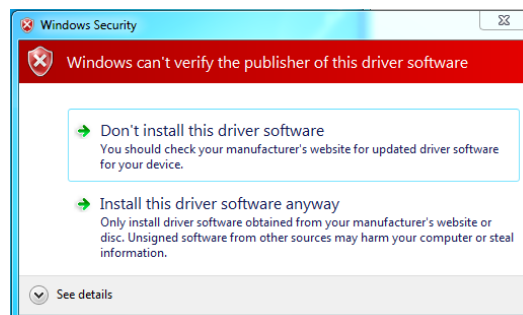 Windows Security
Windows can't verify the publisher of this driver software
Don't install this driver software
You should check your manufacturer's website for updated driver software
for your device.
Install this driver software anyway
Only install driver software obtained from your manufacturer's website or
disc. Unsigned software from other sources may harm your computer or steal
information.
See details